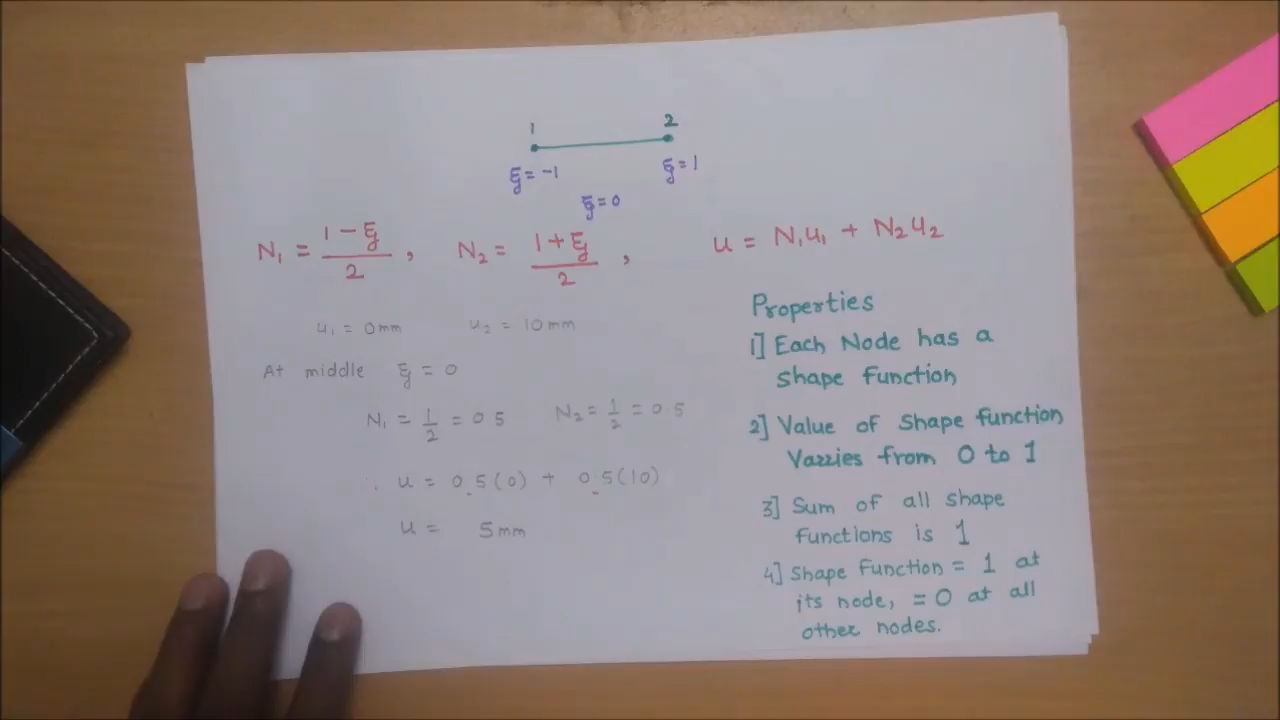 1 2
ξ = -1 ξ = 1
ξ = 0
N₁ = (1 - ξ)/2 , N₂ = (1 + ξ)/2 , u = N₁u₁ + N₂u₂
u₁ = 0mm u₂ = 10mm
At middle ξ = 0
N₁ = 1/2 = 0.5 N₂ = 1/2 = 0.5
u = 0.5(0) + 0.5(10)
u = 5mm
Properties
1] Each Node has a
shape function
2] Value of Shape function
Varries from 0 to 1
3] Sum of all shape
functions is 1
4] Shape function = 1 at
its node, = 0 at all
other nodes.